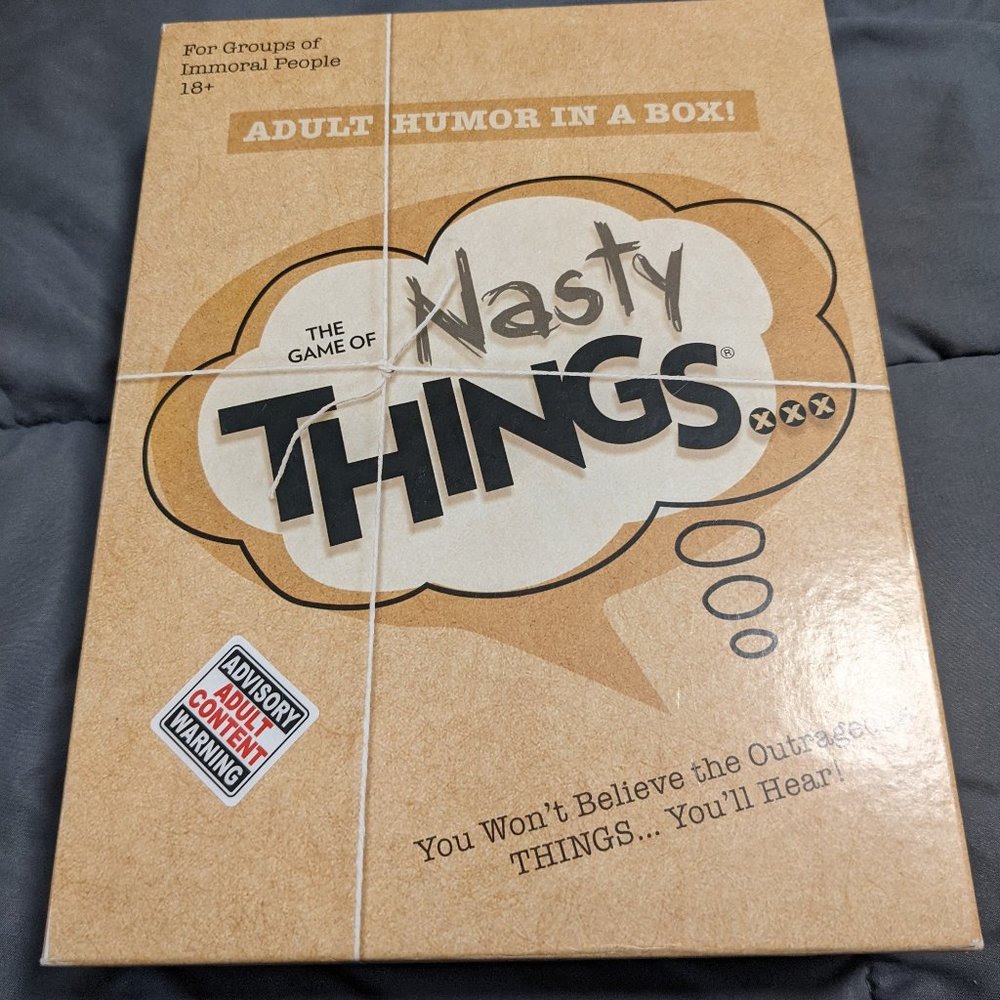 For Groups of
Immoral People
18+
ADULT HUMOR IN A BOX!
THE
GAME OF
Nasty
THINGS®...
xxx
ADVISORY
ADULT
CONTENT
WARNING
You Won't Believe the
THINGS... You'll Hear!